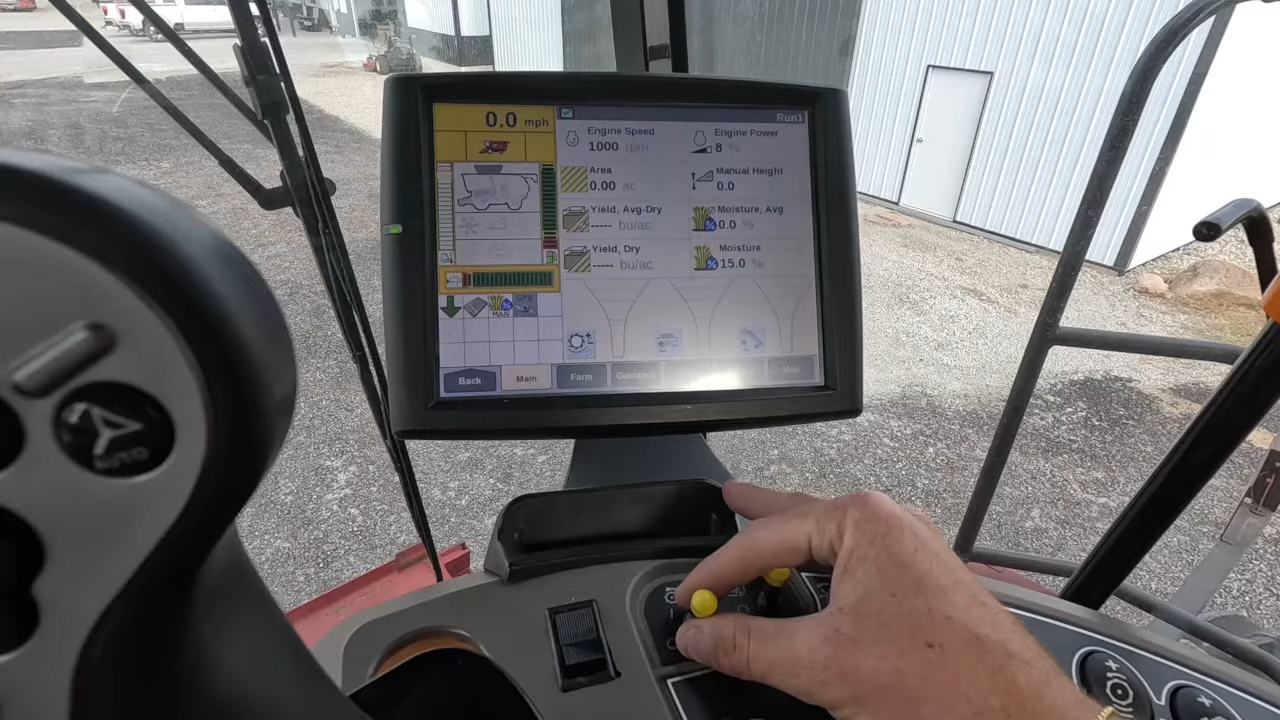 0.0 mph
Run1
Engine Speed
1000 rpm
Engine Power
8 %
Area
0.00 ac
Manual Height
0.0
Yield, Avg-Dry
----- bu/ac
Moisture, Avg
0.0 %
Yield, Dry
----- bu/ac
Moisture
15.0 %
GPS
MAN
Back
Main
Farm
Guidance
Map
AUTO